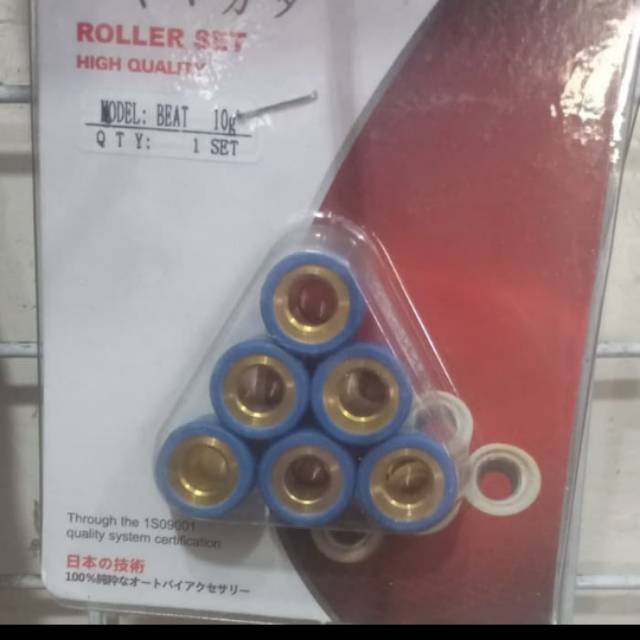 ROLLER SET
HIGH QUALITY
MODEL: BEAT 10g
QTY: 1 SET
Through the 1S09001
quality system certification
日本の技術
100%純粋なオートバイアクセサリー